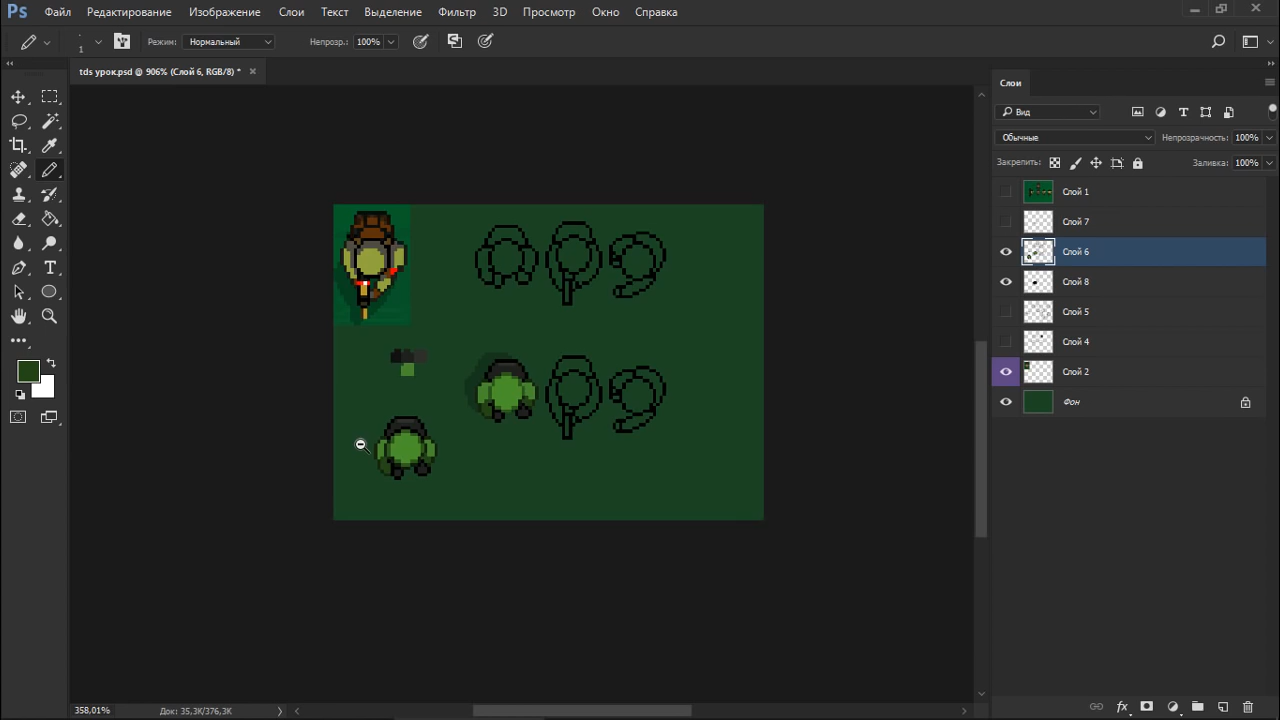 Ps Файл Редактирование Изображение Слои Текст Выделение Фильтр 3D Просмотр Окно Справка
1 Режим: Нормальный Непрозр.: 100%
tds урок.psd @ 906% (Слой 6, RGB/8) *
Слои
Вид
Обычные Непрозрачность: 100%
Закрепить: Заливка: 100%
Слой 1
Слой 7
Слой 6
Слой 8
Слой 5
Слой 4
Слой 2
Фон
358,01% Док: 35,3K/376,3K